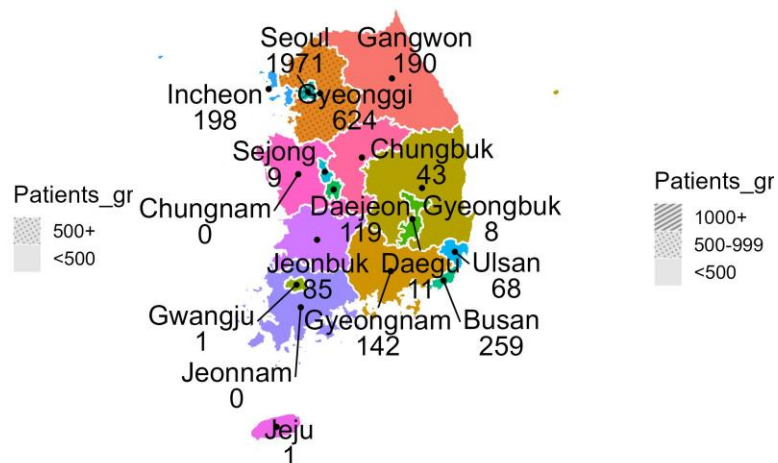 Seoul
1971
Gangwon
190
Incheon
198
Gyeonggi
624
Sejong
9
Chungbuk
43
Chungnam
0
Daejeon
119
Gyeongbuk
8
Jeonbuk
85
Daegu
11
Ulsan
68
Gwangju
1
Gyeongnam
142
Busan
259
Jeonnam
0
Jeju
1
Patients_gr
500+
<500
Patients_gr
1000+
500-999
<500